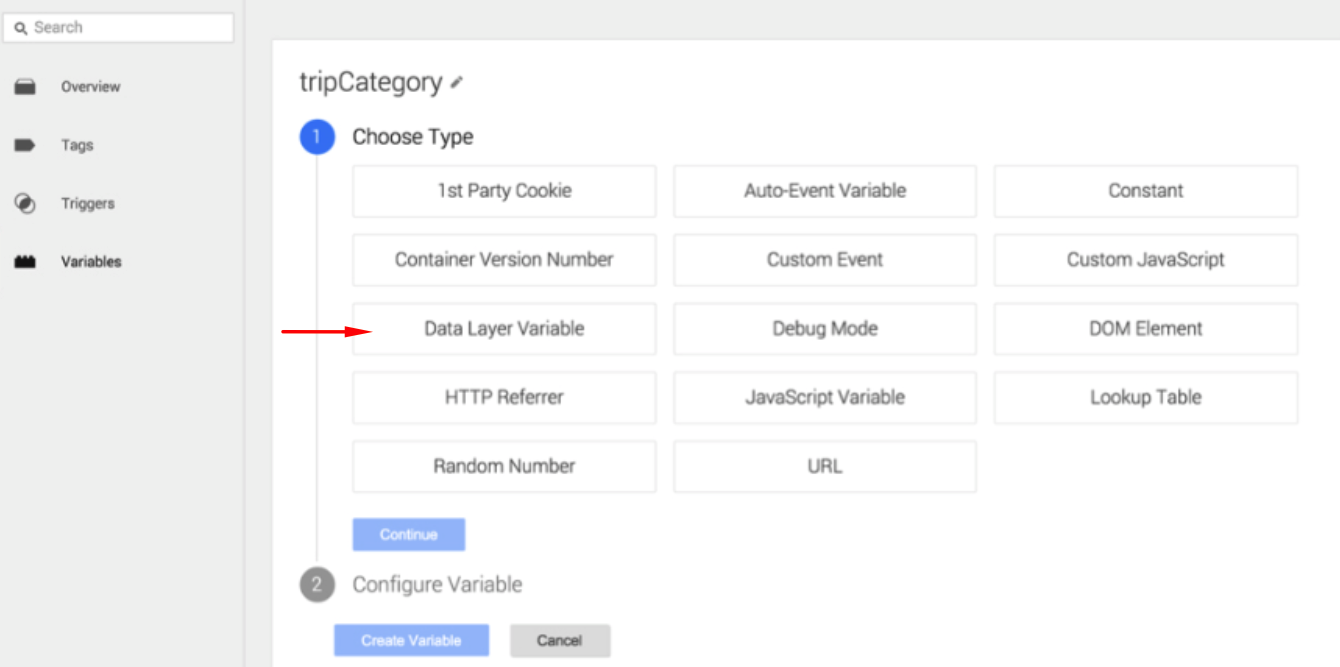 Search
Overview
Tags
Triggers
Variables
tripCategory
1 Choose Type
1st Party Cookie Auto-Event Variable Constant
Container Version Number Custom Event Custom JavaScript
Data Layer Variable Debug Mode DOM Element
HTTP Referrer JavaScript Variable Lookup Table
Random Number URL
Continue
2 Configure Variable
Create Variable Cancel